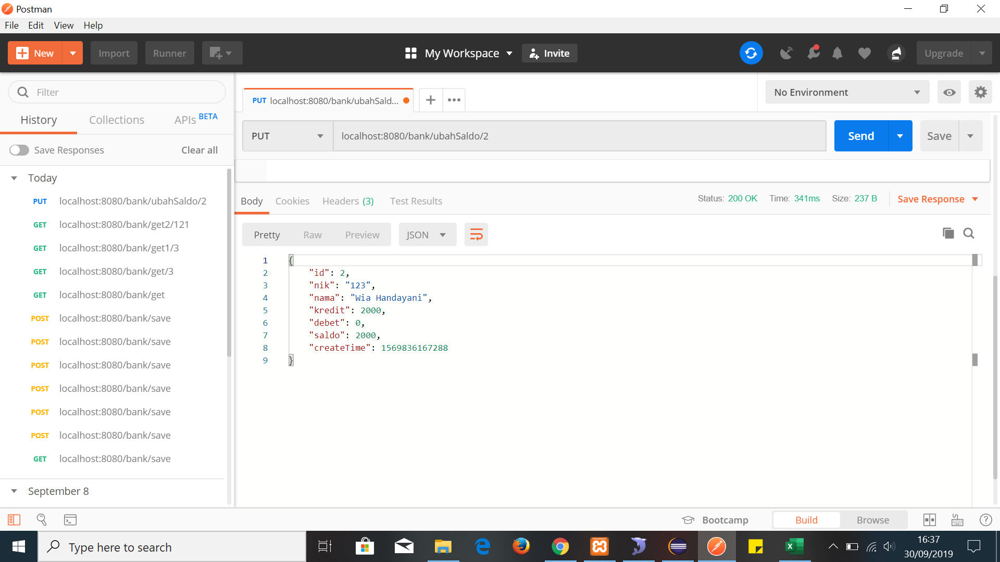 Postman
File Edit View Help
New Import Runner My Workspace Invite Upgrade
Filter
History Collections APIs BETA
Save Responses Clear all
Today
PUT localhost:8080/bank/ubahSaldo/2
GET localhost:8080/bank/get2/121
GET localhost:8080/bank/get1/3
GET localhost:8080/bank/get/3
GET localhost:8080/bank/get
POST localhost:8080/bank/save
POST localhost:8080/bank/save
POST localhost:8080/bank/save
POST localhost:8080/bank/save
POST localhost:8080/bank/save
POST localhost:8080/bank/save
GET localhost:8080/bank/save
September 8
PUT localhost:8080/bank/ubahSald...
No Environment
PUT localhost:8080/bank/ubahSaldo/2 Send Save
Body Cookies Headers (3) Test Results Status: 200 OK Time: 341ms Size: 237 B Save Response
Pretty Raw Preview JSON
1 {
2 "id": 2,
3 "nik": "123",
4 "nama": "Wia Handayani",
5 "kredit": 2000,
6 "debet": 0,
7 "saldo": 2000,
8 "createTime": 1569836167288
9 }
Bootcamp Build Browse
Type here to search
16:37
30/09/2019